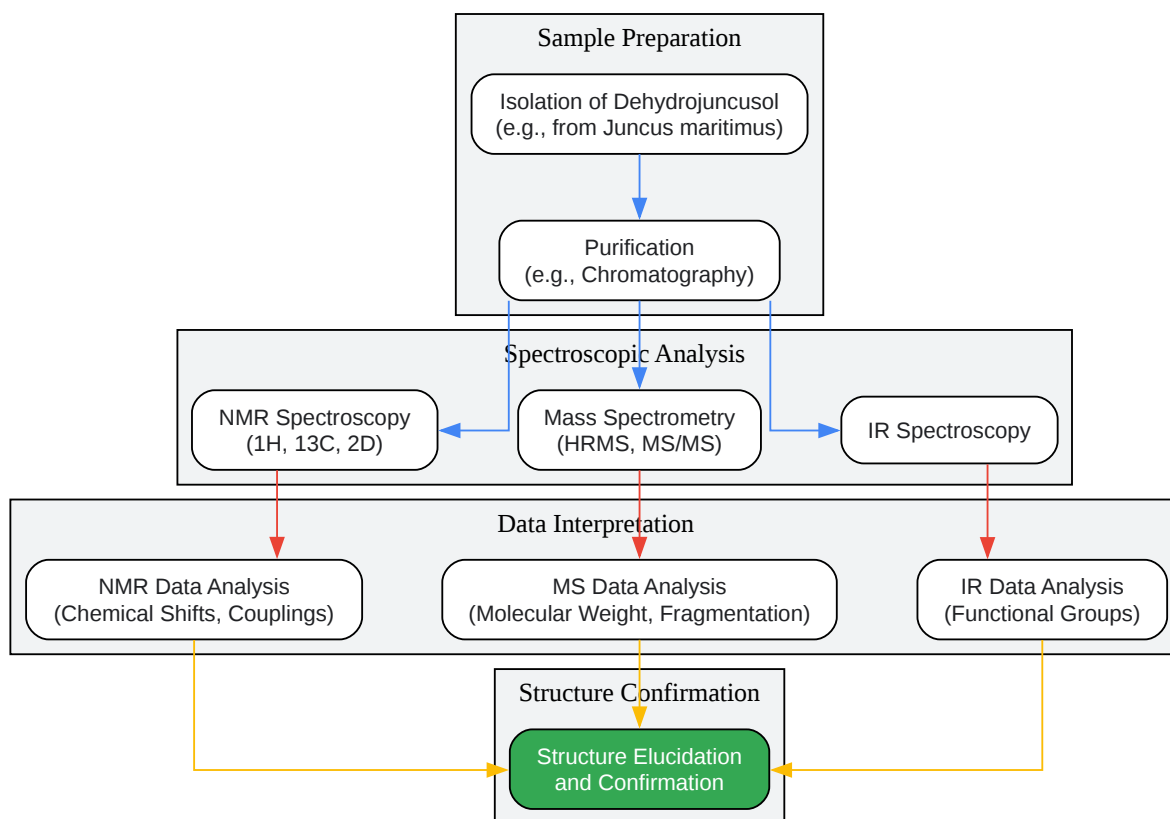 Sample Preparation
Isolation of Dehydrojuncusol
(e.g., from Juncus maritimus)
Purification
(e.g., Chromatography)
Spectroscopic Analysis
NMR Spectroscopy
(1H, 13C, 2D)
Mass Spectrometry
(HRMS, MS/MS)
IR Spectroscopy
Data Interpretation
NMR Data Analysis
(Chemical Shifts, Couplings)
MS Data Analysis
(Molecular Weight, Fragmentation)
IR Data Analysis
(Functional Groups)
Structure Confirmation
Structure Elucidation
and Confirmation